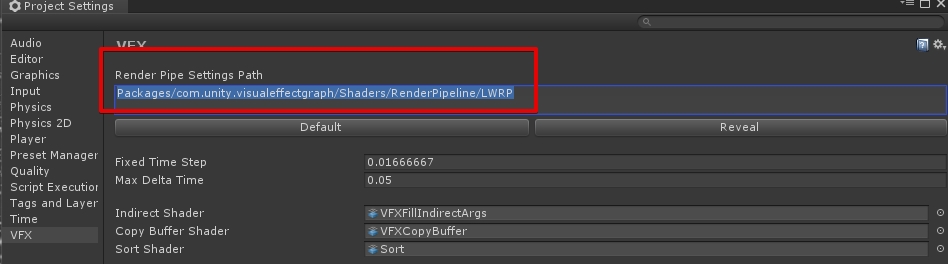 Project Settings
Audio
Editor
Graphics
Input
Physics
Physics 2D
Player
Preset Manager
Quality
Script Execution
Tags and Layer
Time
VFX
VFX
Render Pipe Settings Path
Packages/com.unity.visualeffectgraph/Shaders/RenderPipeline/LWRP
Default Reveal
Fixed Time Step 0.01666667
Max Delta Time 0.05
Indirect Shader VFXFillIndirectArgs
Copy Buffer Shader VFXCopyBuffer
Sort Shader Sort